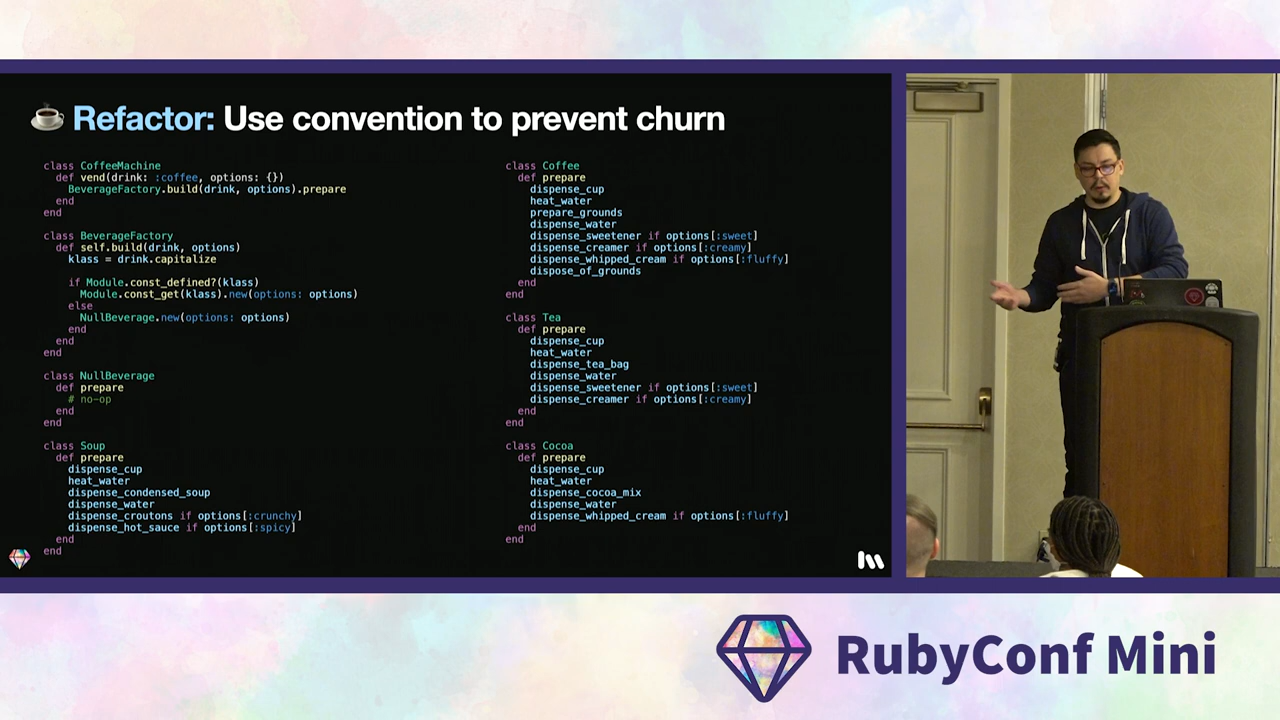 ☕ Refactor: Use convention to prevent churn
class CoffeeMachine
  def vend(drink: :coffee, options: {})
    BeverageFactory.build(drink, options).prepare
  end
end
class BeverageFactory
  def self.build(drink, options)
    klass = drink.capitalize
    if Module.const_defined?(klass)
      Module.const_get(klass).new(options: options)
    else
      NullBeverage.new(options: options)
    end
  end
end
class NullBeverage
  def prepare
    # no-op
  end
end
class Soup
  def prepare
    dispense_cup
    heat_water
    dispense_condensed_soup
    dispense_water
    dispense_croutons if options[:crunchy]
    dispense_hot_sauce if options[:spicy]
  end
end
class Coffee
  def prepare
    dispense_cup
    heat_water
    prepare_grounds
    dispense_water
    dispense_sweetener if options[:sweet]
    dispense_creamer if options[:creamy]
    dispense_whipped_cream if options[:fluffy]
    dispose_of_grounds
  end
end
class Tea
  def prepare
    dispense_cup
    heat_water
    dispense_tea_bag
    dispense_water
    dispense_sweetener if options[:sweet]
    dispense_creamer if options[:creamy]
  end
end
class Cocoa
  def prepare
    dispense_cup
    heat_water
    dispense_cocoa_mix
    dispense_water
    dispense_whipped_cream if options[:fluffy]
  end
end
RubyConf Mini